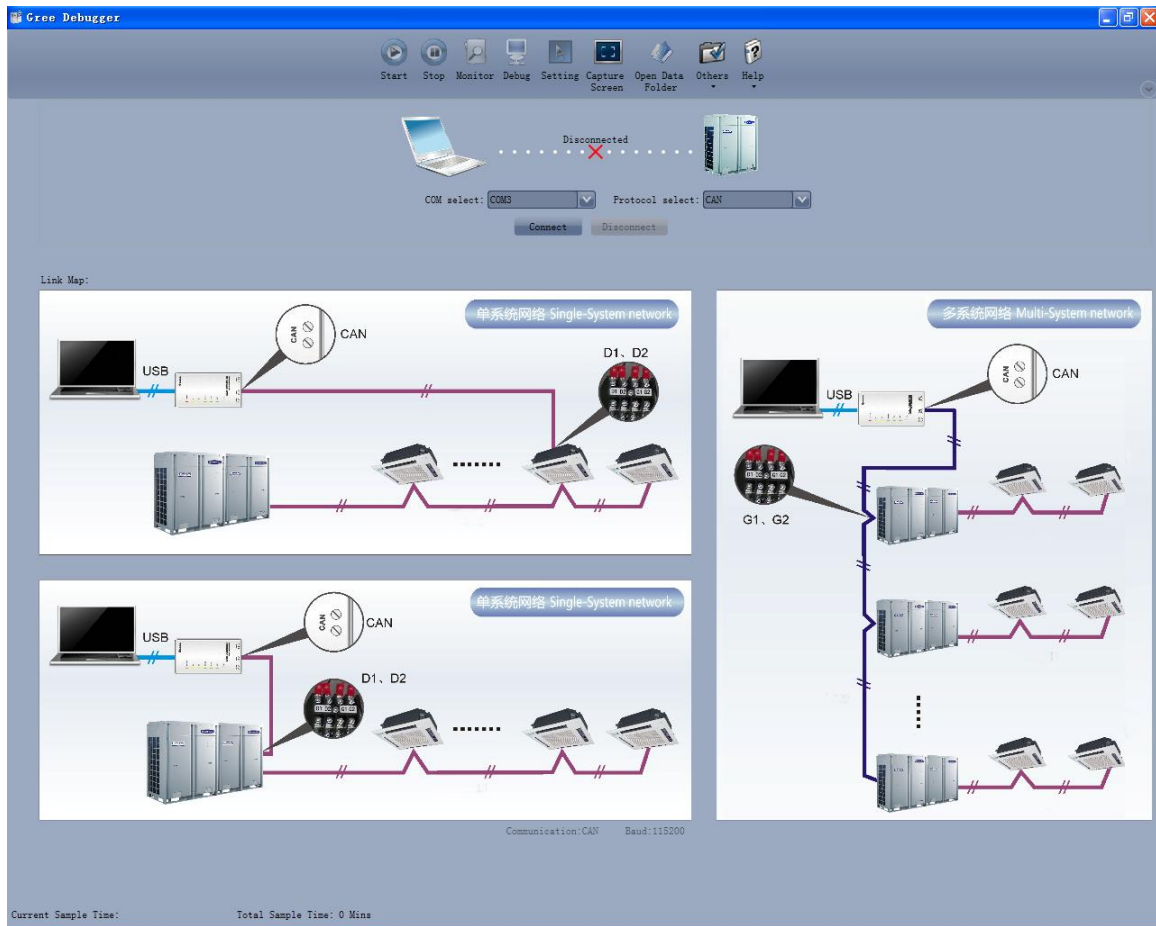 Gree Debugger
Start Stop Monitor Debug Setting Capture Screen Open Data Folder Others Help
Disconnected
COM select: COM3 Protocol select: CAN
Connect Disconnect
Link Map:
单系统网络 Single-System network
CAN
CAN
USB
D1、D2
单系统网络 Single-System network
CAN
CAN
USB
D1、D2
多系统网络 Multi-System network
CAN
CAN
USB
G1、G2
Communication:CAN Baud:115200
Current Sample Time: Total Sample Time: 0 Mins